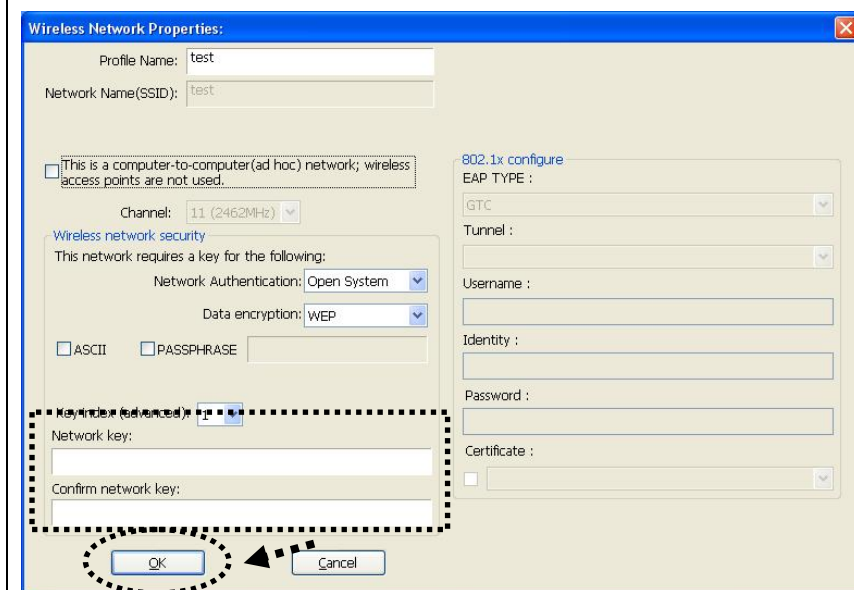 Wireless Network Properties:
Profile Name: test
Network Name(SSID): test
This is a computer-to-computer(ad hoc) network; wireless
access points are not used.
Channel: 11 (2462MHz)
Wireless network security
This network requires a key for the following:
Network Authentication: Open System
Data encryption: WEP
ASCII PASSPHRASE
Key index (advanced): 1
Network key:
Confirm network key:
802.1x configure
EAP TYPE :
GTC
Tunnel :
Username :
Identity :
Password :
Certificate :
OK Cancel